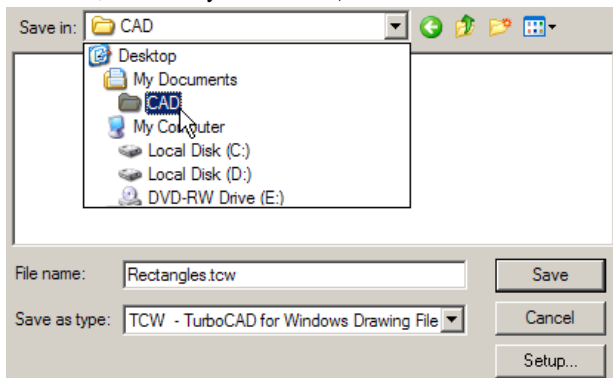 Save in: CAD
Desktop
My Documents
CAD
My Computer
Local Disk (C:)
Local Disk (D:)
DVD-RW Drive (E:)
File name: Rectangles.tcw Save
Save as type: TCW - TurboCAD for Windows Drawing File Cancel
Setup...